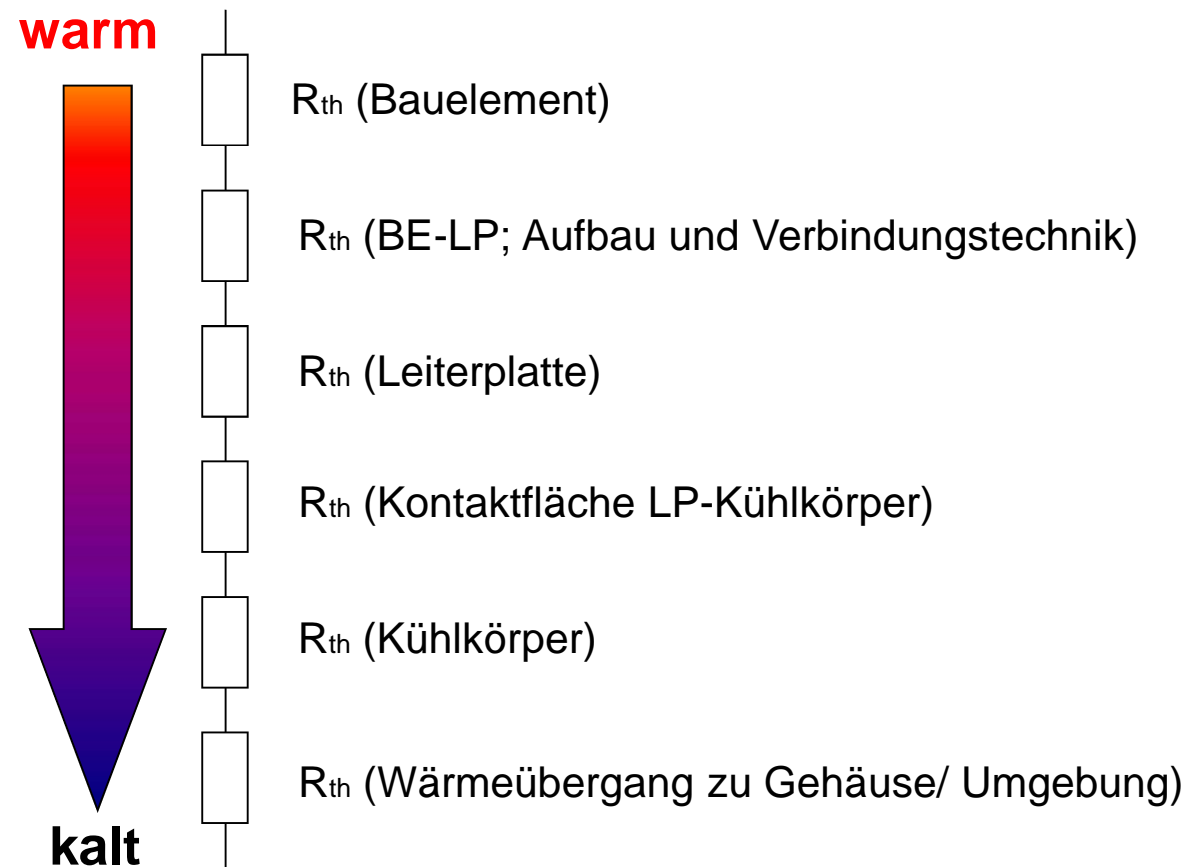 warm
Rth (Bauelement)
Rth (BE-LP; Aufbau und Verbindungstechnik)
Rth (Leiterplatte)
Rth (Kontaktfläche LP-Kühlkörper)
Rth (Kühlkörper)
Rth (Wärmeübergang zu Gehäuse/ Umgebung)
kalt